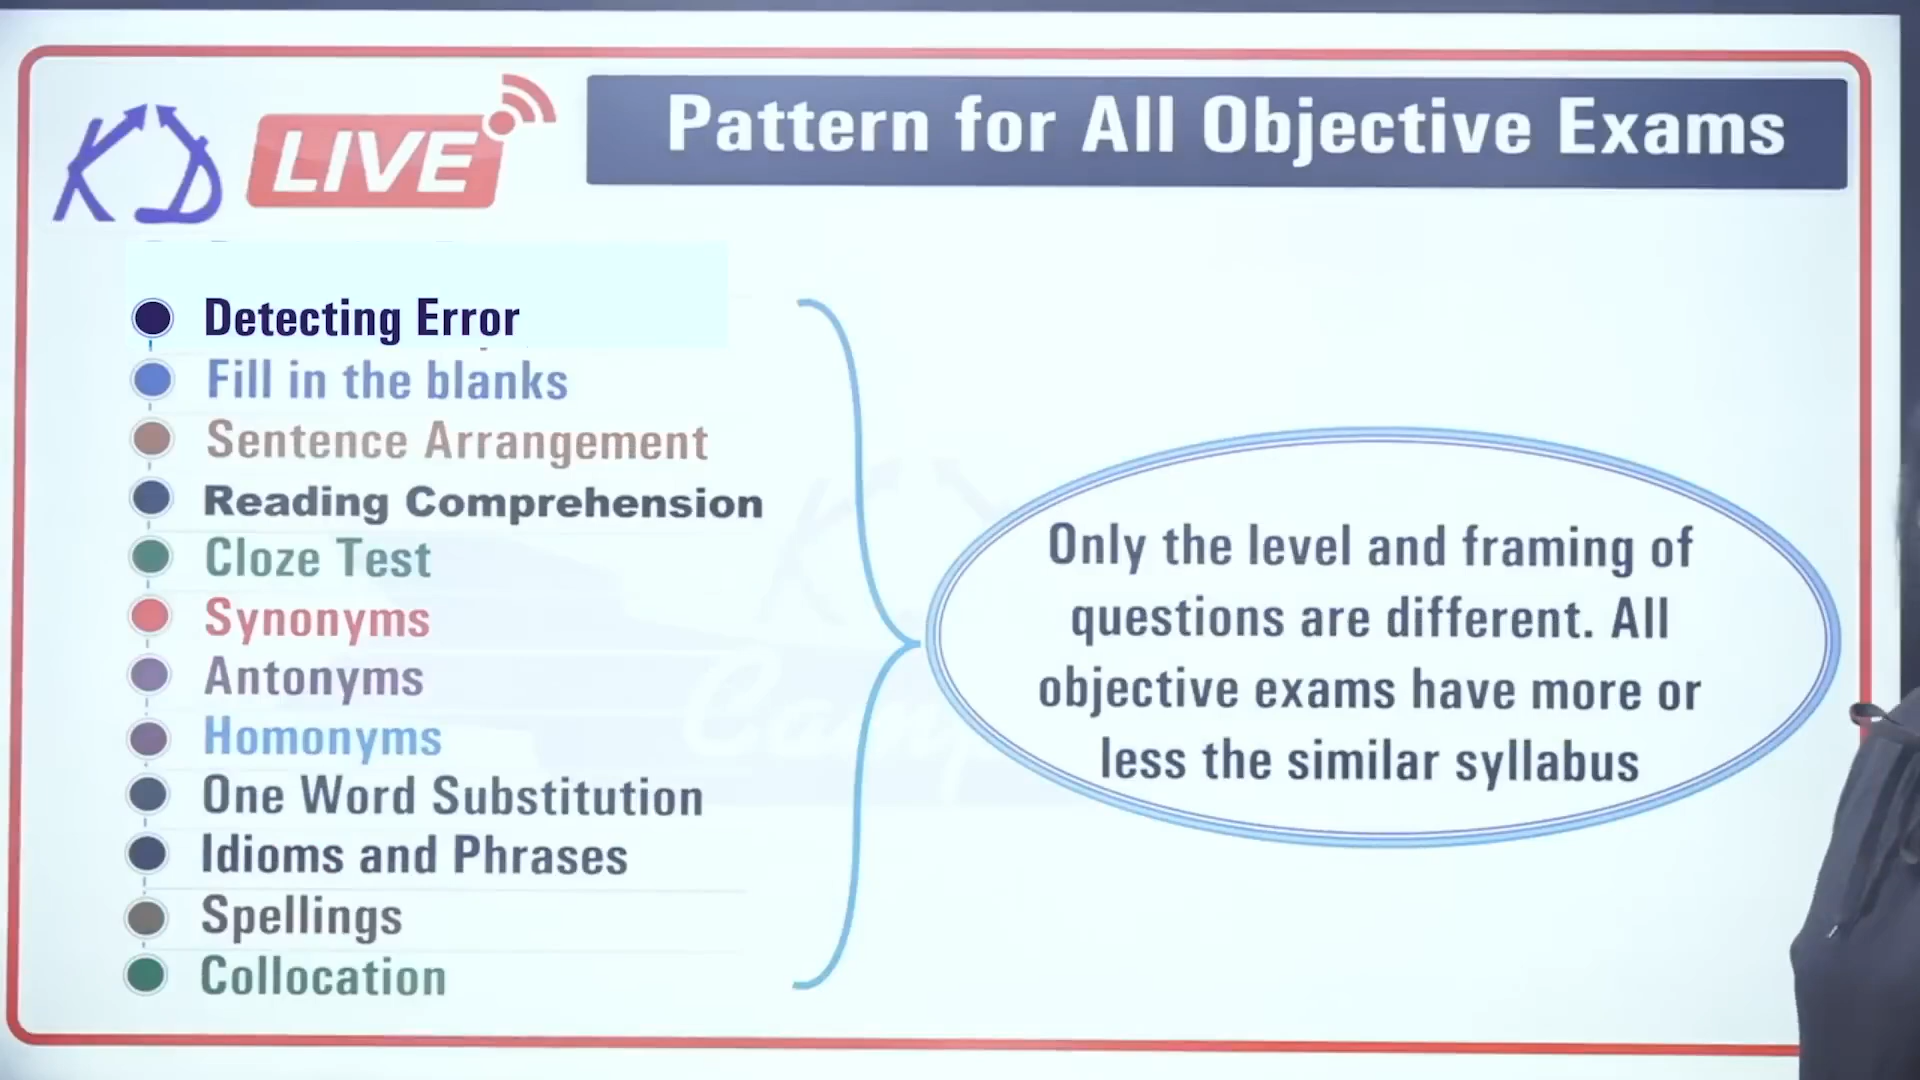 KD LIVE
Pattern for All Objective Exams
Detecting Error
Fill in the blanks
Sentence Arrangement
Reading Comprehension
Cloze Test
Synonyms
Antonyms
Homonyms
One Word Substitution
Idioms and Phrases
Spellings
Collocation
Only the level and framing of
questions are different. All
objective exams have more or
less the similar syllabus